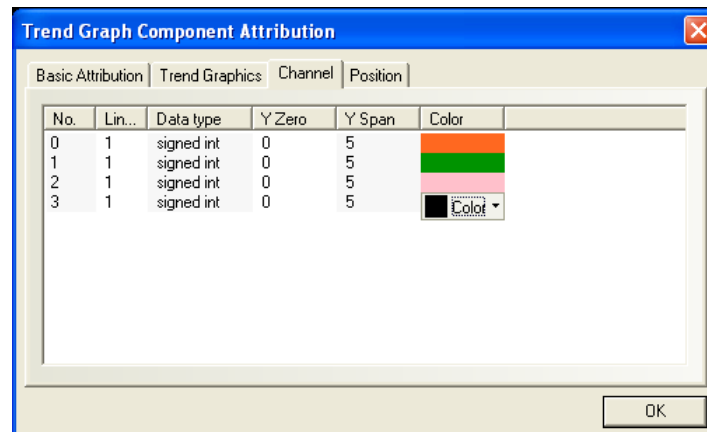 Trend Graph Component Attribution
Basic Attribution Trend Graphics Channel Position
No. Lin... Data type Y Zero Y Span Color
0 1 signed int 0 5
1 1 signed int 0 5
2 1 signed int 0 5
3 1 signed int 0 5 Color
OK